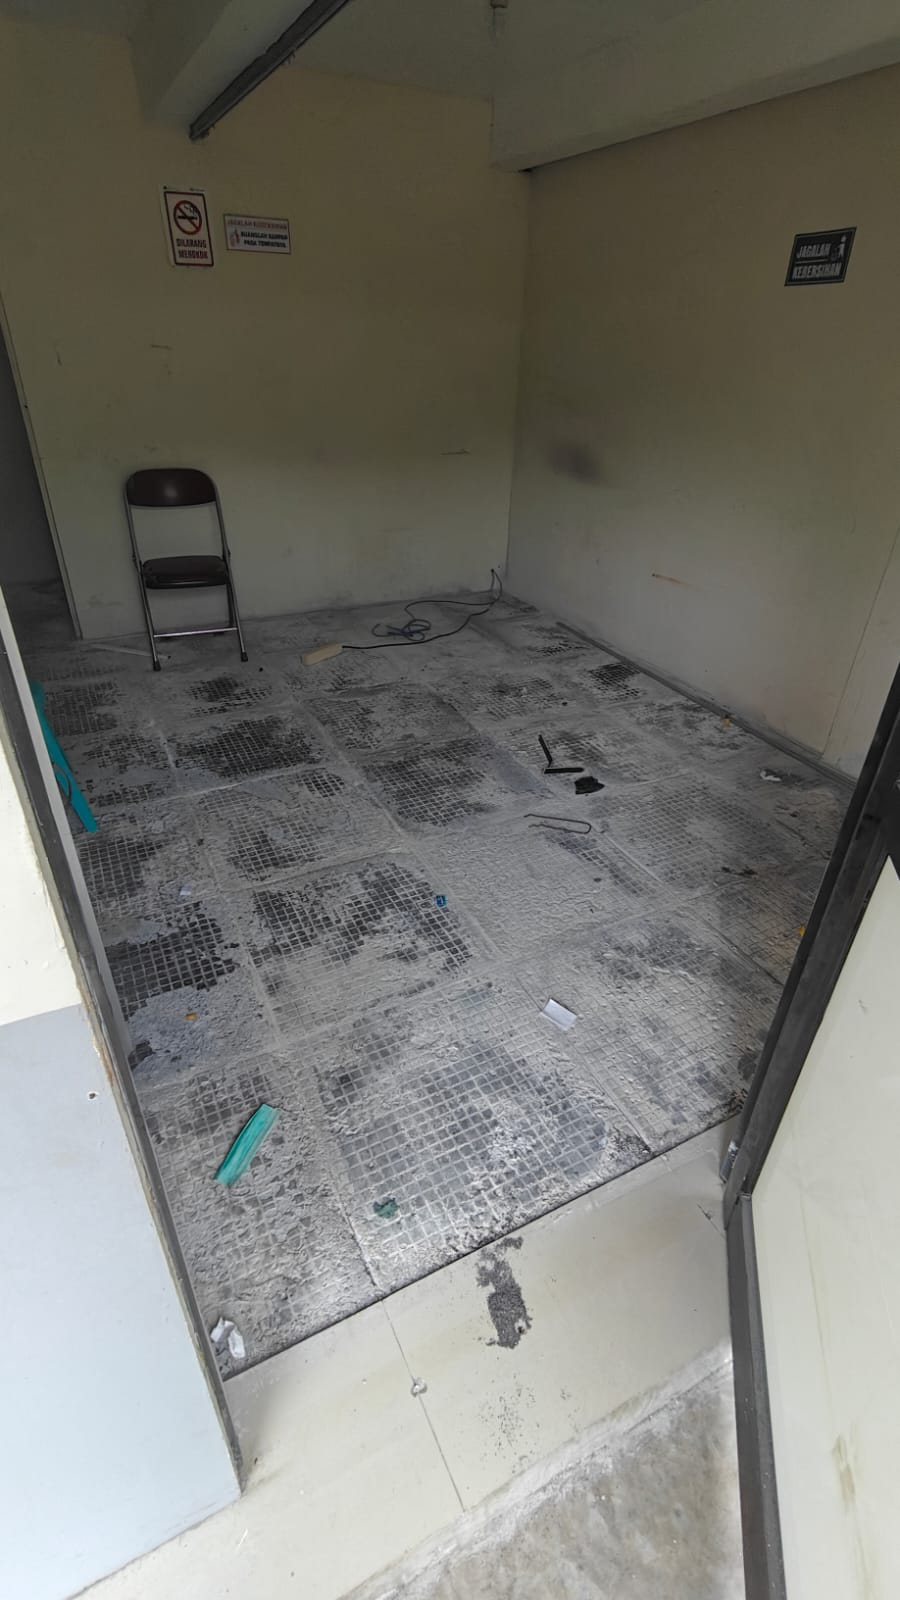 DILARANG
MEROKOK
JAGALAH KEBERSIHAN
BUANGLAH SAMPAH
PADA TEMPATNYA
JAGALAH
KEBERSIHAN